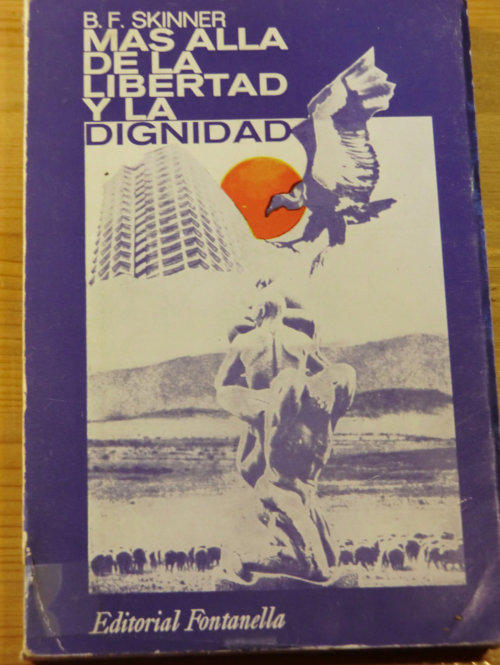 B. F. SKINNER
MAS ALLA
DE LA
LIBERTAD
Y LA
DIGNIDAD
Editorial Fontanella